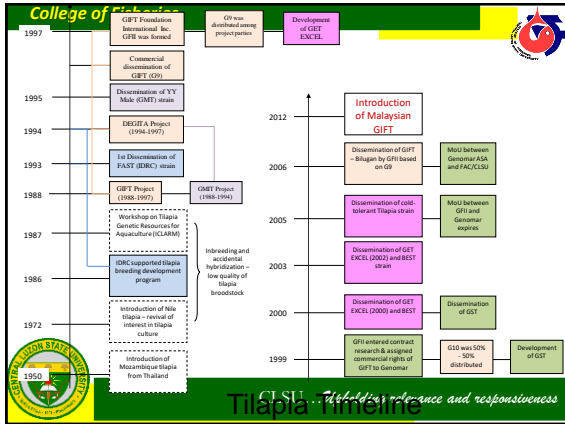 College of Fisheries
1997
GIFT Foundation
International Inc.
GFII was formed
G9 was
distributed among
project parties
Development
of GET
EXCEL
Commercial
dissemination of
GIFT (G9)
1995
Dissemination of YY
Male (GMT) strain
1994
DEGITA Project
(1994-1997)
1993
1st Dissemination of
FAST (IDRC) strain
1988
GIFT Project
(1988-1997)
GMIT Project
(1988-1994)
1987
Workshop on Tilapia
Genetic Resources for
Aquaculture (ICLARM)
1986
IDRC supported tilapia
breeding development
program
Inbreeding and
accidental
hybridization –
low quality of
tilapia
broodstock
1972
Introduction of Nile
tilapia – revival of
interest in tilapia
culture
1950
Introduction of
Mozambique tilapia
from Thailand
2012
Introduction
of Malaysian
GIFT
2006
Dissemination of GIFT
– Bilugan by GFII based
on G9
MoU between
Genomar ASA
and FAC/CLSU
2005
Dissemination of cold-
tolerant Tilapia strain
MoU between
GFII and
Genomar
expires
2003
Dissemination of GET
EXCEL (2002) and BEST
strain
2000
Dissemination of GET
EXCEL (2000) and BEST
Dissemination
of GST
1999
GFII entered contract
research & assigned
commercial rights of
GIFT to Genomar
G10 was 50%
- 50%
distributed
Development
of GST
CENTRAL LUZON STATE UNIVERSITY
CLSU ... Upholding relevance and responsiveness
Tilapia Timeline